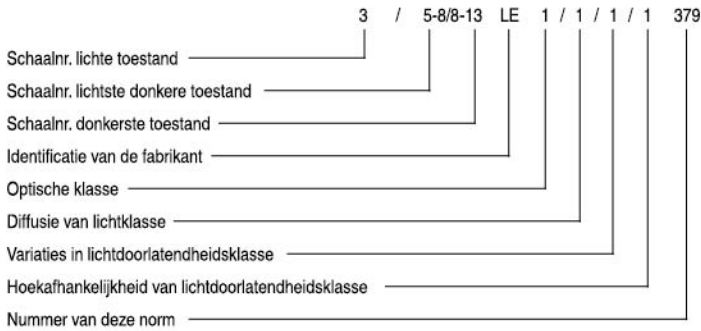 3 / 5-8/8-13 LE 1 / 1 / 1 / 1 379
Schaalnr. lichte toestand
Schaalnr. lichtste donkere toestand
Schaalnr. donkerste toestand
Identificatie van de fabrikant
Optische klasse
Diffusie van lichtklasse
Variaties in lichtdoorlatendheidsklasse
Hoekafhankelijkheid van lichtdoorlatendheidsklasse
Nummer van deze norm